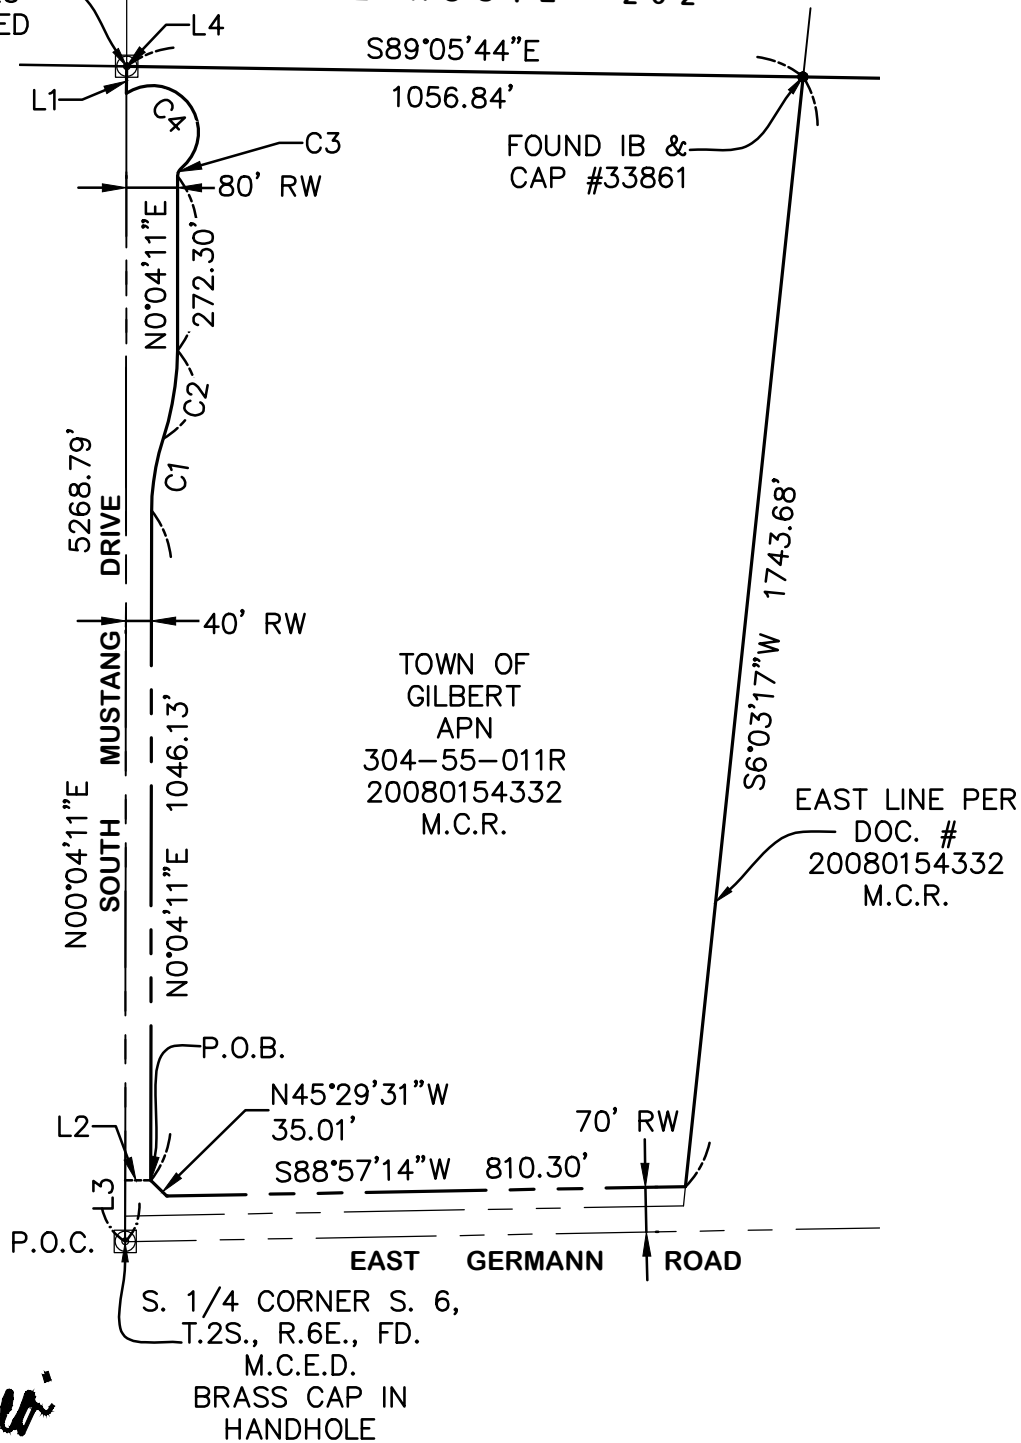 ED
L4
S89°05'44"E
L1
1056.84'
C4
C3
FOUND IB &
CAP #33861
80' RW
N0°04'11"E
272.30'
C2
C1
5268.79'
DRIVE
40' RW
MUSTANG
SOUTH
N00°04'11"E
1046.13'
N0°04'11"E
TOWN OF
GILBERT
APN
304-55-011R
20080154332
M.C.R.
S6°03'17"W 1743.68'
EAST LINE PER
DOC. #
20080154332
M.C.R.
P.O.B.
N45°29'31"W
35.01'
L2
70' RW
S88°57'14"W 810.30'
L3
P.O.C.
EAST GERMANN ROAD
S. 1/4 CORNER S. 6,
T.2S., R.6E., FD.
M.C.E.D.
BRASS CAP IN
HANDHOLE